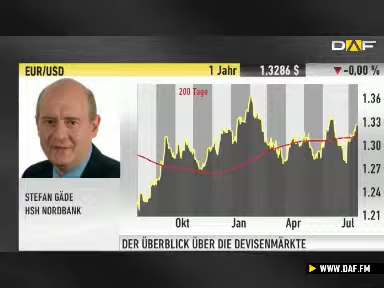 DAF
EUR/USD 1 Jahr 1,3286 $ ▼-0,00 %
200 Tage
1.36
1.33
1.30
1.27
1.24
1.21
Okt Jan Apr Jul
STEFAN GÄDE
HSH NORDBANK
DER ÜBERBLICK ÜBER DIE DEVISENMÄRKTE
WWW.DAF.FM